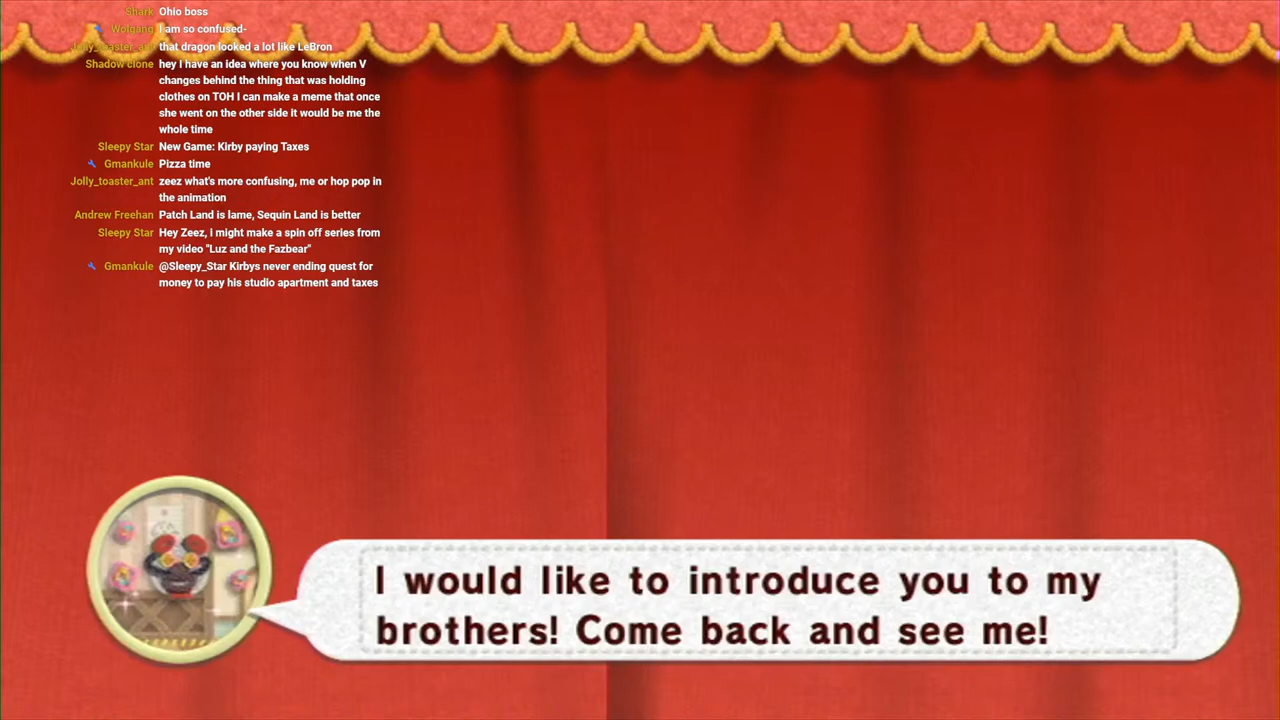 Shark Ohio boss
Wolgang I am so confused-
Jolly_toaster_ant that dragon looked a lot like LeBron
Shadow clone hey I have an idea where you know when V
changes behind the thing that was holding
clothes on TOH I can make a meme that once
she went on the other side it would be me the
whole time
Sleepy Star New Game: Kirby paying Taxes
Gmankule Pizza time
Jolly_toaster_ant zeez what's more confusing, me or hop pop in
the animation
Andrew Freehan Patch Land is lame, Sequin Land is better
Sleepy Star Hey Zeez, i might make a spin off series from
my video "Luz and the Fazbear"
Gmankule @Sleepy_Star Kirbys never ending quest for
money to pay his studio apartment and taxes
I would like to introduce you to my
brothers! Come back and see me!